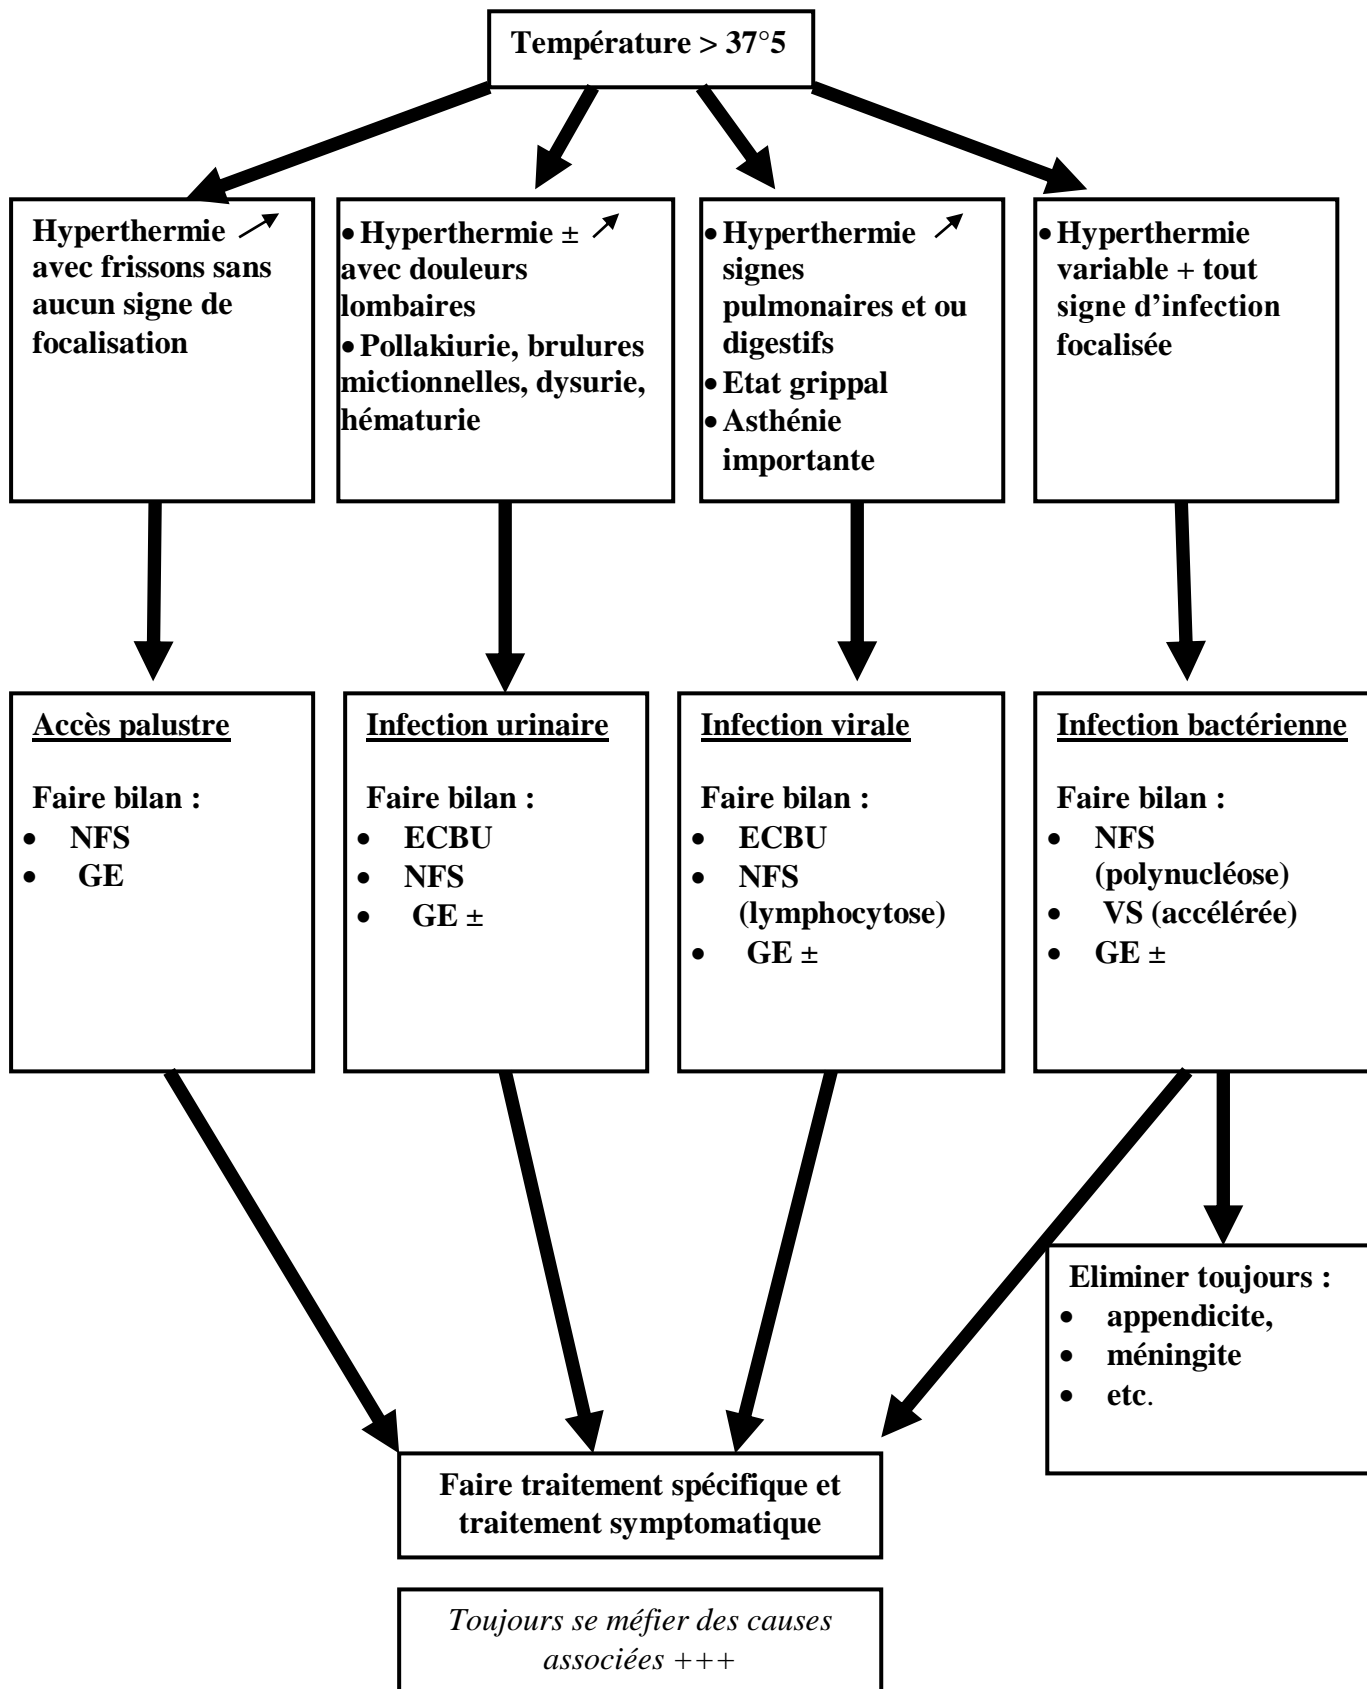 Température > 37°5
Hyperthermie
avec frissons sans
aucun signe de
focalisation
• Hyperthermie ±
avec douleurs
lombaires
• Pollakiurie, brulures
mictionnelles, dysurie,
hématurie
• Hyperthermie
signes
pulmonaires et ou
digestifs
• Etat grippal
• Asthénie
importante
• Hyperthermie
variable + tout
signe d’infection
focalisée
Accès palustre
Faire bilan :
• NFS
• GE
Infection urinaire
Faire bilan :
• ECBU
• NFS
• GE ±
Infection virale
Faire bilan :
• ECBU
• NFS
(lymphocytose)
• GE ±
Infection bactérienne
Faire bilan :
• NFS
(polynucléose)
• VS (accélérée)
• GE ±
Eliminer toujours :
• appendicite,
• méningite
• etc.
Faire traitement spécifique et
traitement symptomatique
Toujours se méfier des causes
associées +++